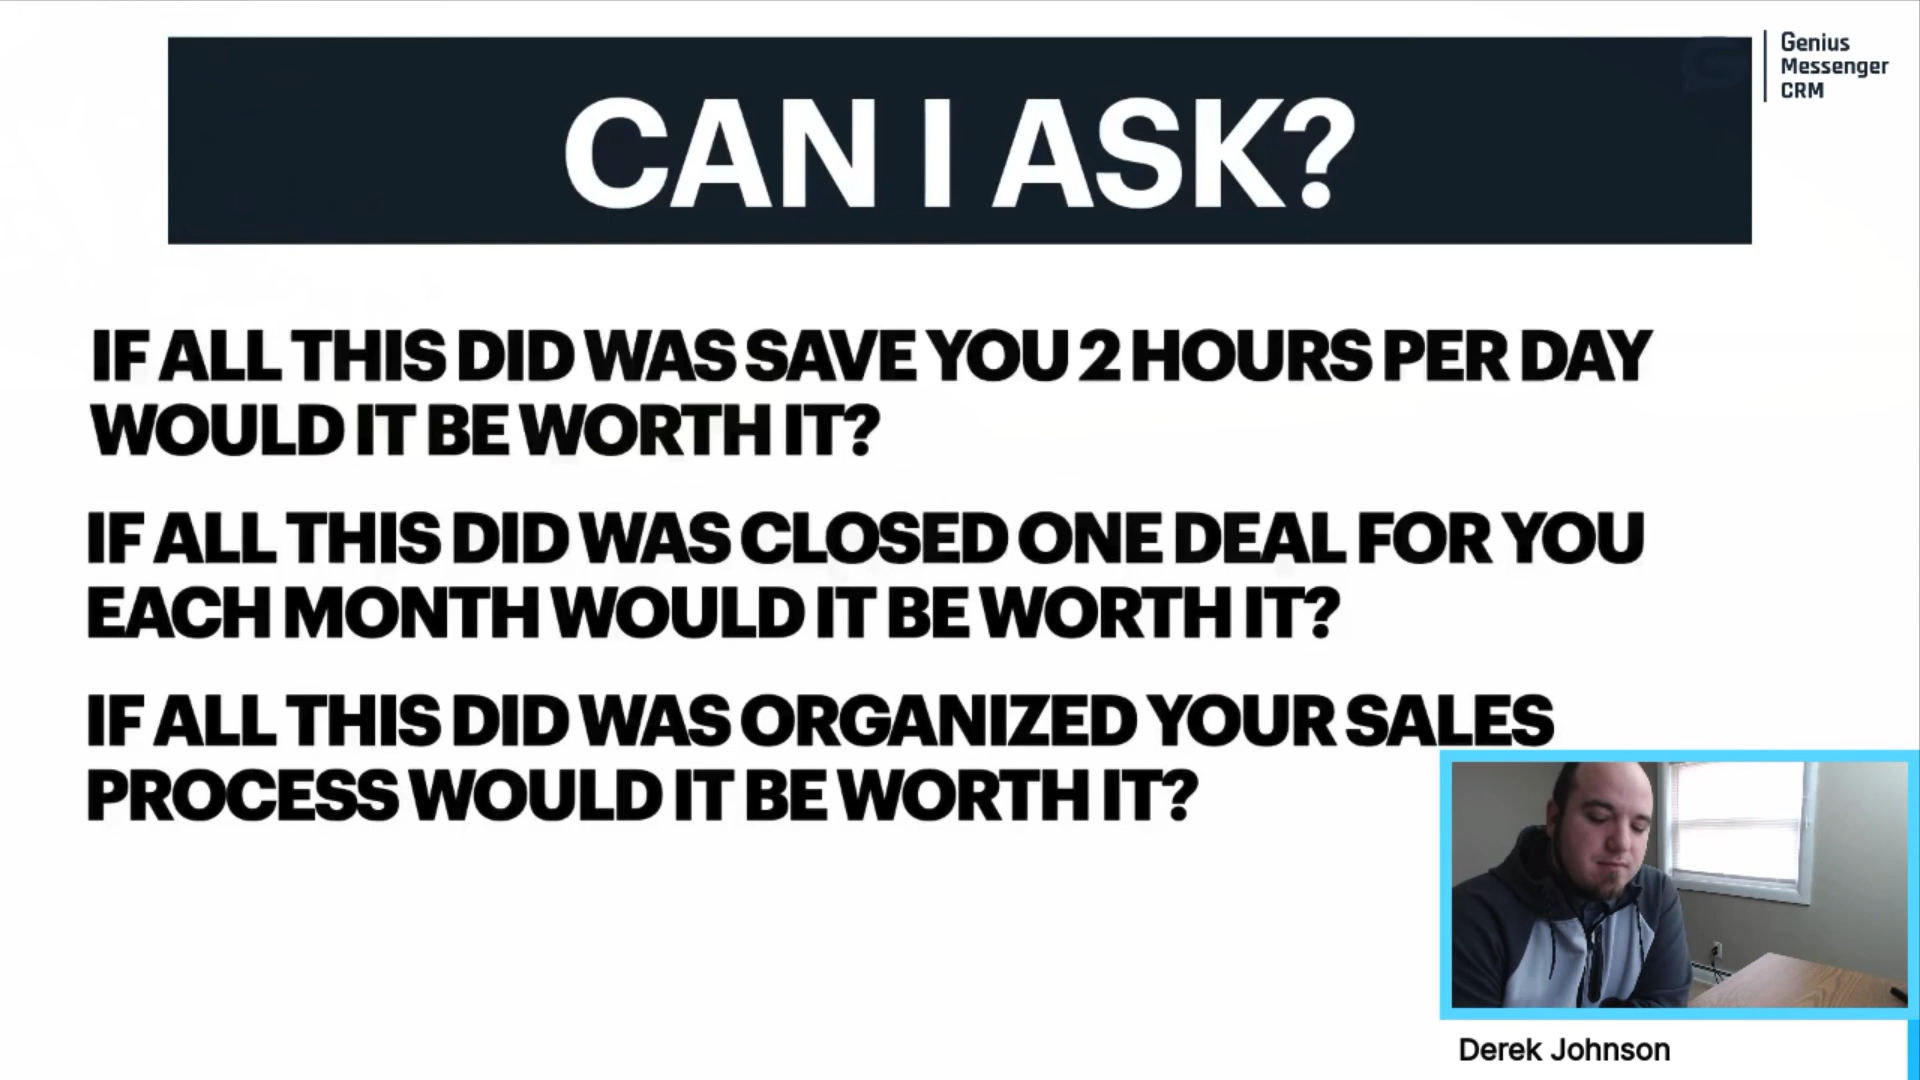 CAN I ASK?
Genius
Messenger
CRM
IF ALL THIS DID WAS SAVE YOU 2 HOURS PER DAY
WOULD IT BE WORTH IT?
IF ALL THIS DID WAS CLOSED ONE DEAL FOR YOU
EACH MONTH WOULD IT BE WORTH IT?
IF ALL THIS DID WAS ORGANIZED YOUR SALES
PROCESS WOULD IT BE WORTH IT?
Derek Johnson